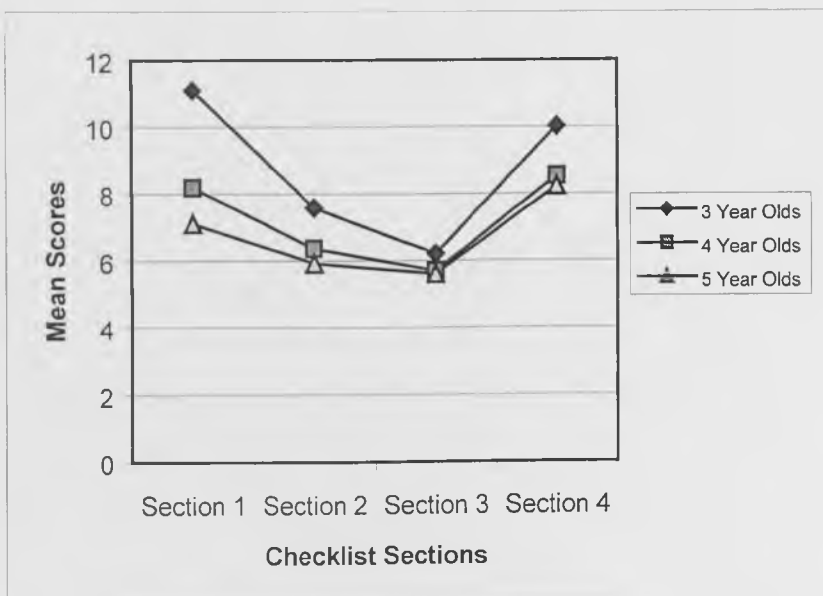 12
10
8
6
4
2
0
Mean Scores
Section 1 Section 2 Section 3 Section 4
Checklist Sections
3 Year Olds
4 Year Olds
5 Year Olds